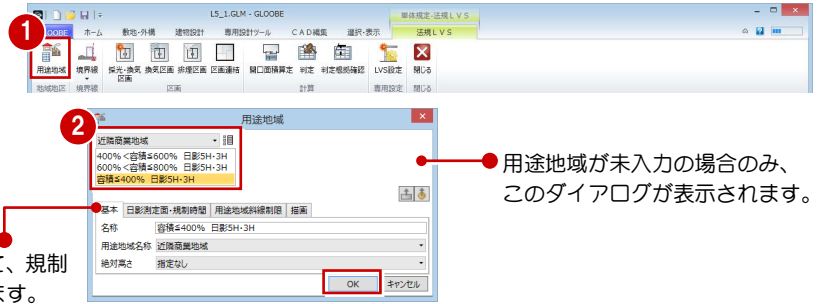 L5_1.GLM - GLOOBE
単体規定-法規ＬＶＳ
1
GLOOBE ホーム 敷地・外構 建物設計 専用設計ツール ＣＡＤ編集 選択・表示 法規ＬＶＳ
用途地域 境界線 採光・換気区画 換気区画 排煙区画 区画連結 開口面積算定 判定 判定根拠確認 LVS設定 閉じる
地域地区 境界線 区画 計算 専用設定 閉じる
2
用途地域
近隣商業地域
400%＜容積≦600% 日影5H・3H
600%＜容積≦800% 日影5H・3H
容積≦400% 日影5H・3H
用途地域が未入力の場合のみ、
このダイアログが表示されます。
基本 日影測定面・規制時間 用途地域斜線制限 描画
名称 容積≦400% 日影5H・3H
用途地域名称 近隣商業地域
絶対高さ 指定なし
OK キャンセル
て、規制
ます。